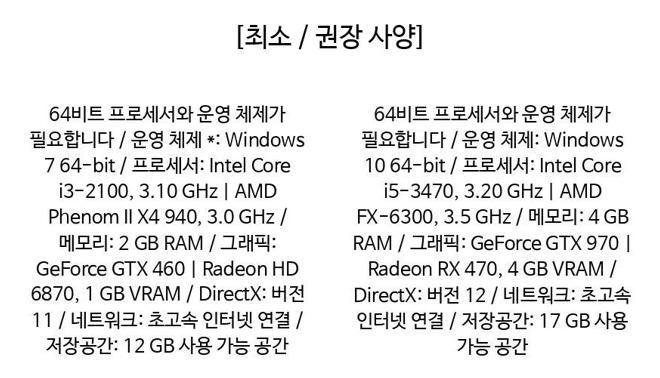 [최소 / 권장 사양]
64비트 프로세서와 운영 체제가
필요합니다 / 운영 체제 *: Windows
7 64-bit / 프로세서: Intel Core
i3-2100, 3.10 GHz | AMD
Phenom II X4 940, 3.0 GHz /
메모리: 2 GB RAM / 그래픽:
GeForce GTX 460 | Radeon HD
6870, 1 GB VRAM / DirectX: 버전
11 / 네트워크: 초고속 인터넷 연결 /
저장공간: 12 GB 사용 가능 공간
64비트 프로세서와 운영 체제가
필요합니다 / 운영 체제: Windows
10 64-bit / 프로세서: Intel Core
i5-3470, 3.20 GHz | AMD
FX-6300, 3.5 GHz / 메모리: 4 GB
RAM / 그래픽: GeForce GTX 970 |
Radeon RX 470, 4 GB VRAM /
DirectX: 버전 12 / 네트워크: 초고속
인터넷 연결 / 저장공간: 17 GB 사용
가능 공간